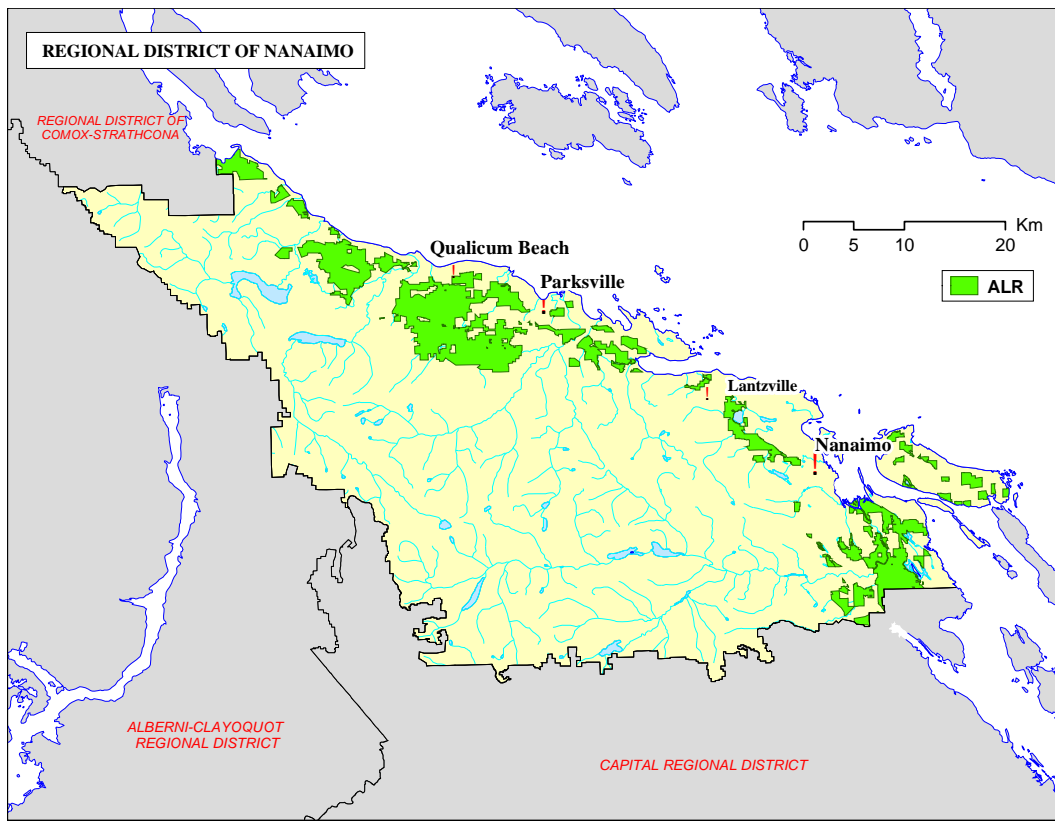 REGIONAL DISTRICT OF NANAIMO
REGIONAL DISTRICT OF
COMOX-STRATHCONA
Km
0 5 10 20
ALR
Qualicum Beach
!
Parksville
!
Lantzville
!
Nanaimo
!
ALBERNI-CLAYOQUOT
REGIONAL DISTRICT
CAPITAL REGIONAL DISTRICT